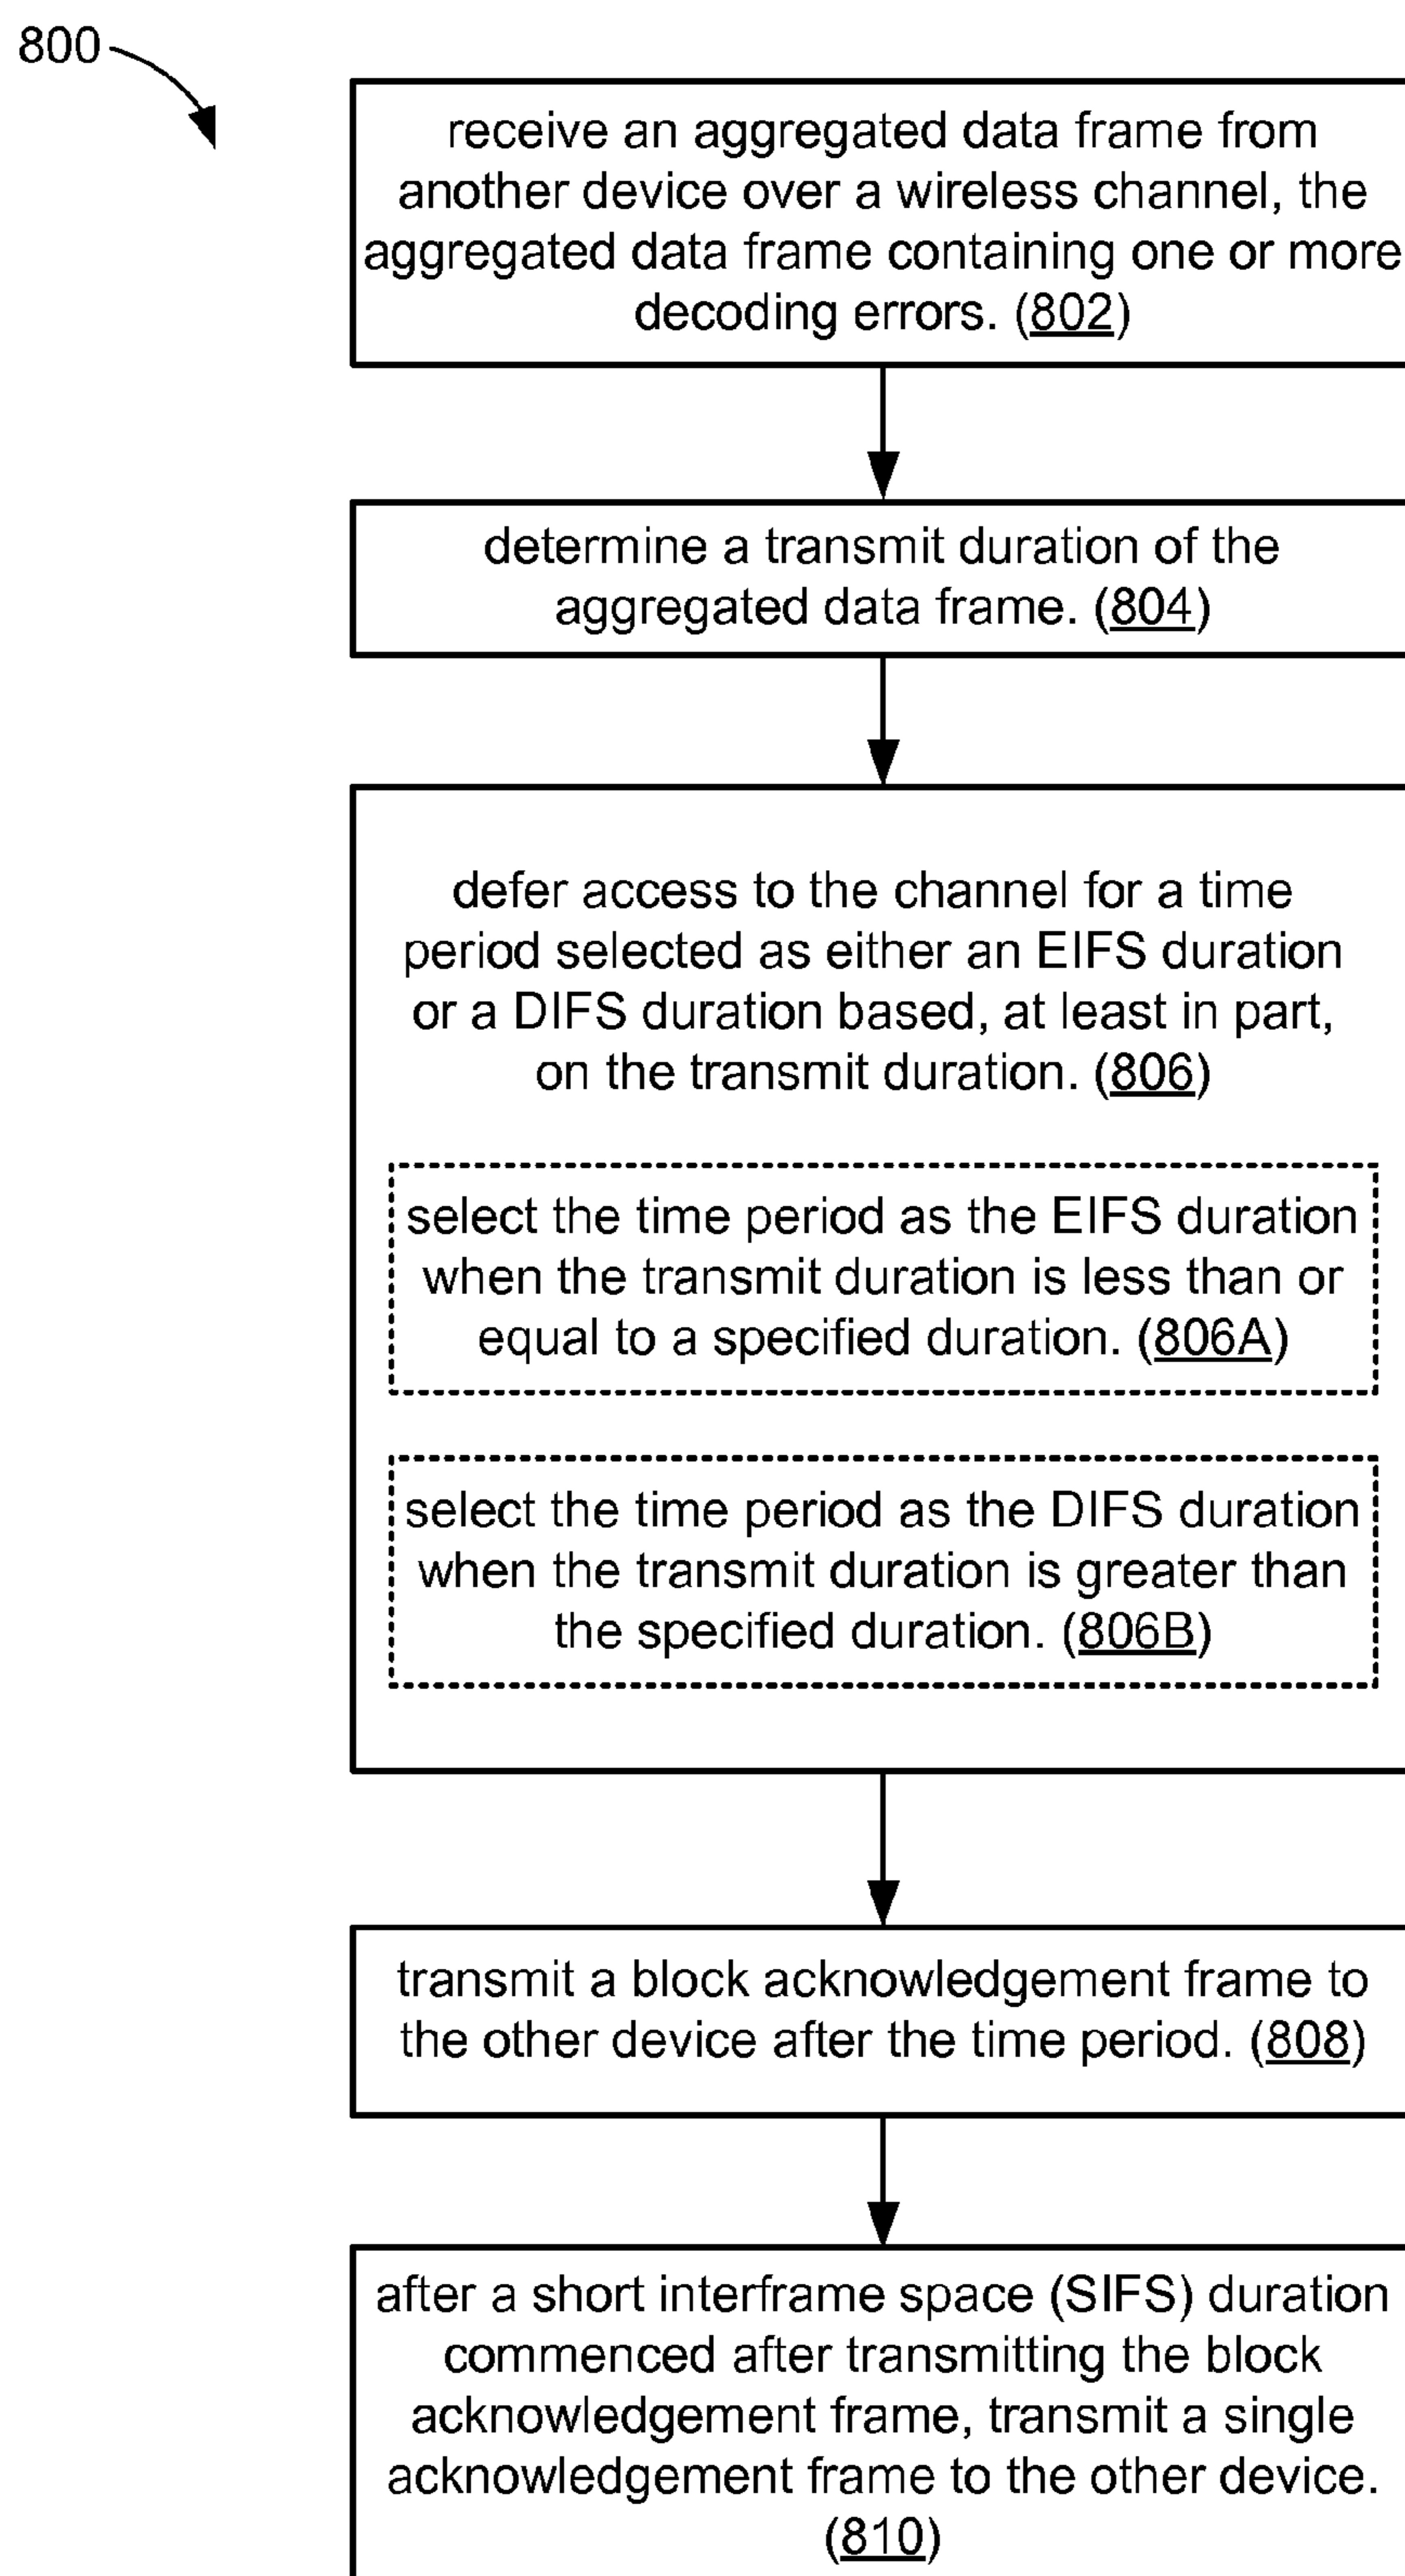 800
receive an aggregated data frame from
another device over a wireless channel, the
aggregated data frame containing one or more
decoding errors. (802)
determine a transmit duration of the
aggregated data frame. (804)
defer access to the channel for a time
period selected as either an EIFS duration
or a DIFS duration based, at least in part,
on the transmit duration. (806)
select the time period as the EIFS duration
when the transmit duration is less than or
equal to a specified duration. (806A)
select the time period as the DIFS duration
when the transmit duration is greater than
the specified duration. (806B)
transmit a block acknowledgement frame to
the other device after the time period. (808)
after a short interframe space (SIFS) duration
commenced after transmitting the block
acknowledgement frame, transmit a single
acknowledgement frame to the other device.
(810)